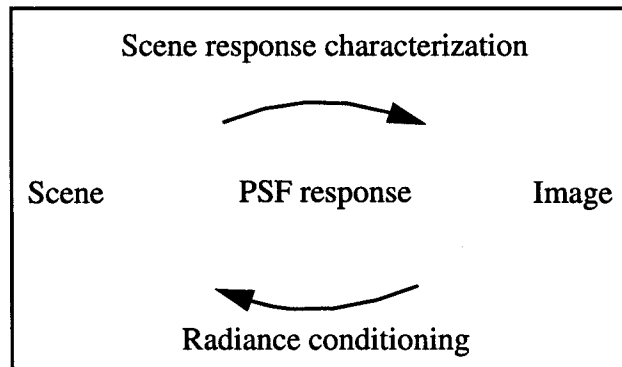 Scene response characterization
Scene PSF response Image
Radiance conditioning